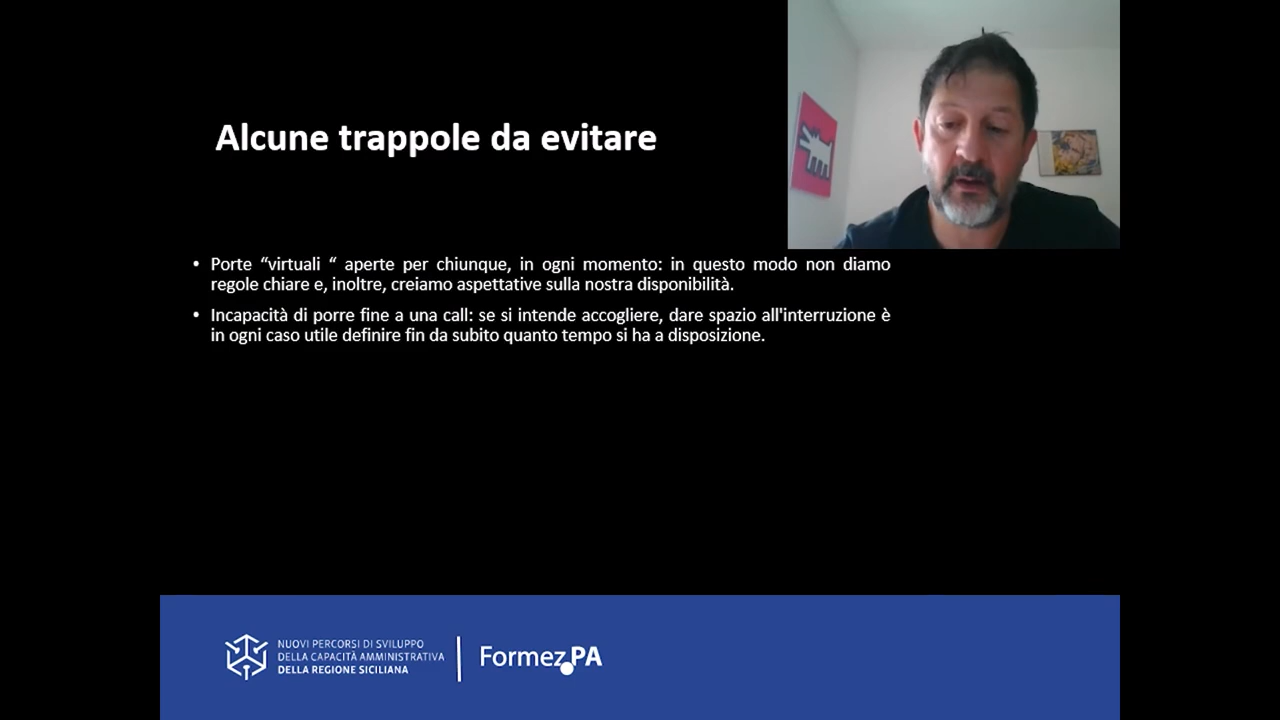 Alcune trappole da evitare
• Porte “virtuali “ aperte per chiunque, in ogni momento: in questo modo non diamo
regole chiare e, inoltre, creiamo aspettative sulla nostra disponibilità.
• Incapacità di porre fine a una call: se si intende accogliere, dare spazio all'interruzione è
in ogni caso utile definire fin da subito quanto tempo si ha a disposizione.
NUOVI PERCORSI DI SVILUPPO
DELLA CAPACITÀ AMMINISTRATIVA
DELLA REGIONE SICILIANA
Formez PA